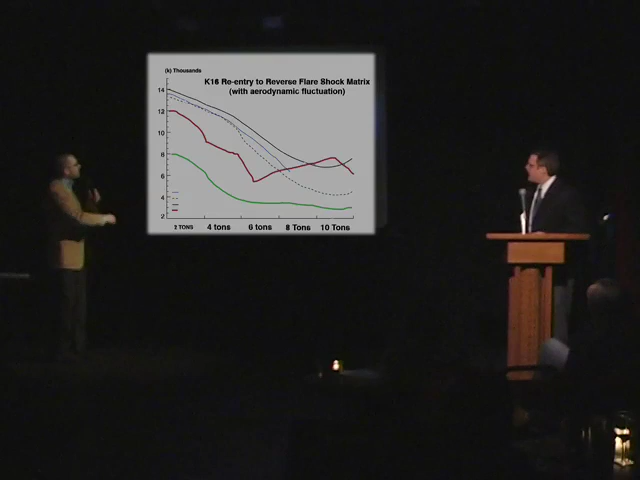 (k) Thousands
K16 Re-entry to Reverse Flare Shock Matrix
(with aerodynamic fluctuation)
14
12
10
8
6
4
2
2 TONS 4 tons 6 tons 8 Tons 10 Tons